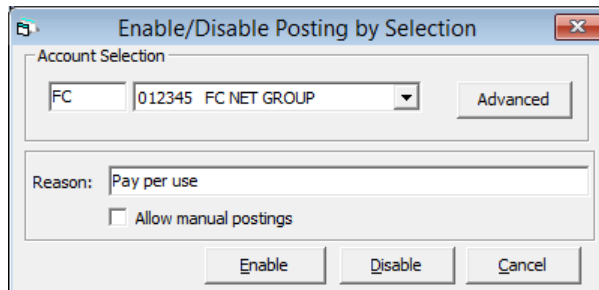 Enable/Disable Posting by Selection
Account Selection
FC 012345 FC NET GROUP Advanced
Reason: Pay per use
Allow manual postings
Enable Disable Cancel